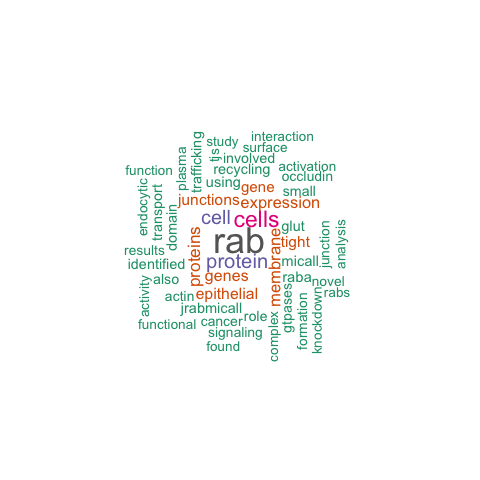 interaction
study
surface
tjs
involved
trafficking
plasma
recycling
activation
function
occludin
using
gene
small
endocytic
transport
junctions
expression
domain
cell
cells
glut
rab
tight
junction
analysis
results
proteins
protein
membrane
micall
identified
also
genes
raba
novel
activity
actin
epithelial
rabs
jrabmicall
gtpases
functional
cancer
role
formation
knockdown
signaling
complex
found